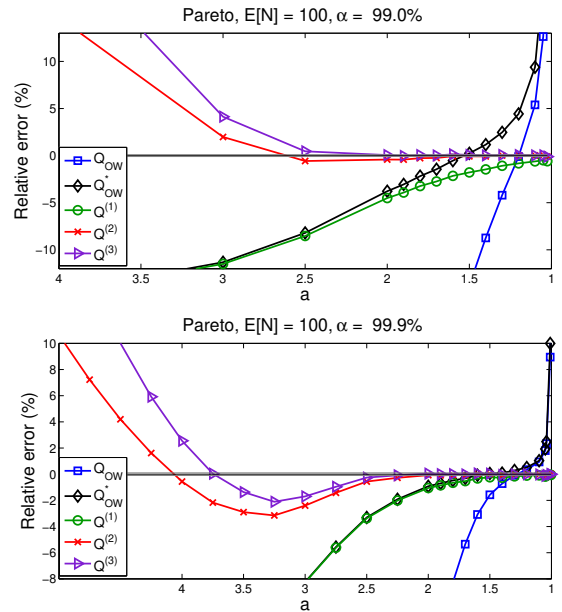 Pareto, E[N] = 100, α = 99.0%
Relative error (%)
10
5
0
−5
−10
Q_OW
Q*_OW
Q^(1)
Q^(2)
Q^(3)
4 3.5 3 2.5 2 1.5 1
a
Pareto, E[N] = 100, α = 99.9%
Relative error (%)
10
8
6
4
2
0
−2
−4
−6
−8
Q_OW
Q*_OW
Q^(1)
Q^(2)
Q^(3)
4 3.5 3 2.5 2 1.5 1
a